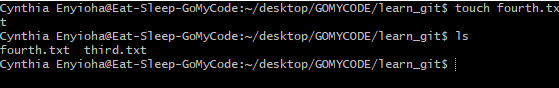 Cynthia Enyioha@Eat-Sleep-GoMyCode:~/desktop/GOMYCODE/learn_git$ touch fourth.tx
t
Cynthia Enyioha@Eat-Sleep-GoMyCode:~/desktop/GOMYCODE/learn_git$ ls
fourth.txt  third.txt
Cynthia Enyioha@Eat-Sleep-GoMyCode:~/desktop/GOMYCODE/learn_git$